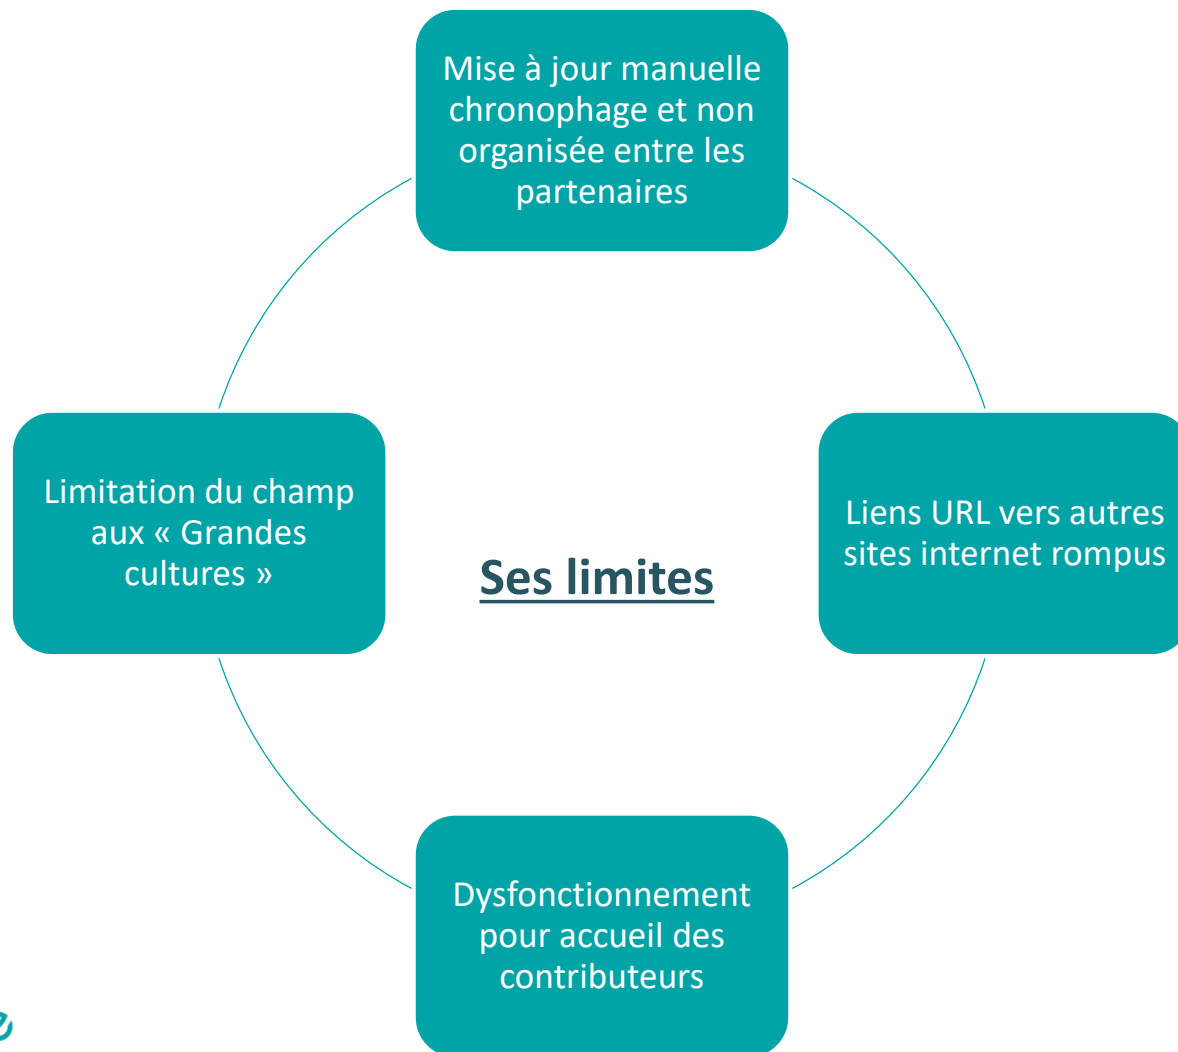 Mise à jour manuelle
chronophage et non
organisée entre les
partenaires
Limitation du champ
aux « Grandes
cultures »
Ses limites
Liens URL vers autres
sites internet rompus
Dysfonctionnement
pour accueil des
contributeurs
e